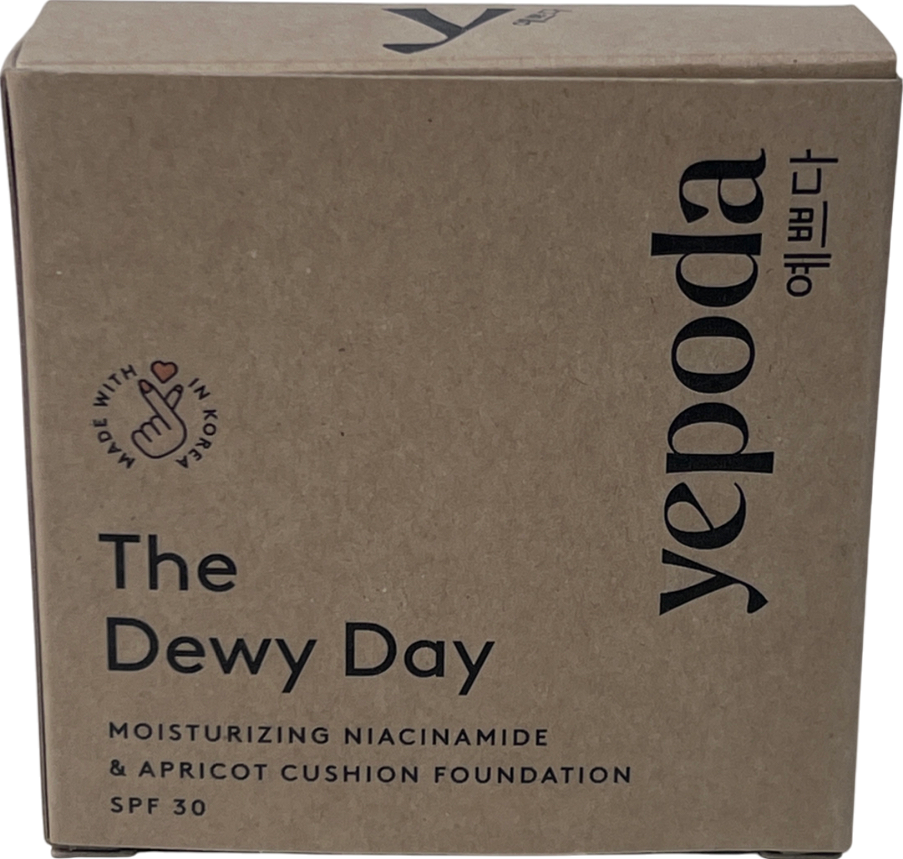 yepoda
예쁘다
MADE WITH IN KOREA
The
Dewy Day
MOISTURIZING NIACINAMIDE
& APRICOT CUSHION FOUNDATION
SPF 30